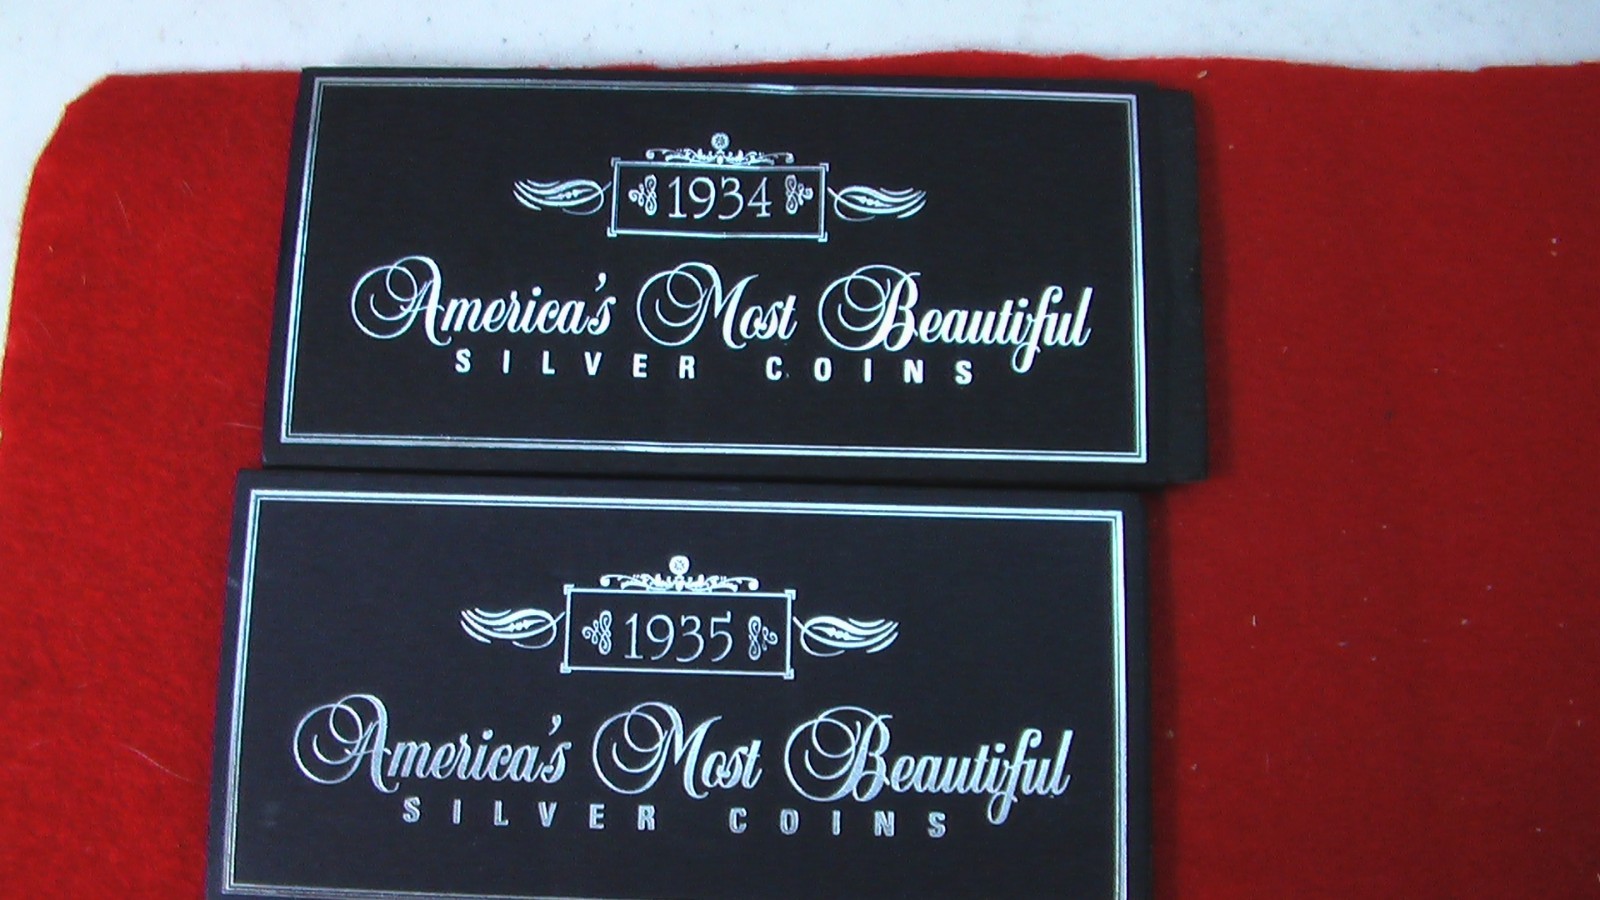 1934
America's Most Beautiful
SILVER COINS
1935
America's Most Beautiful
SILVER COINS